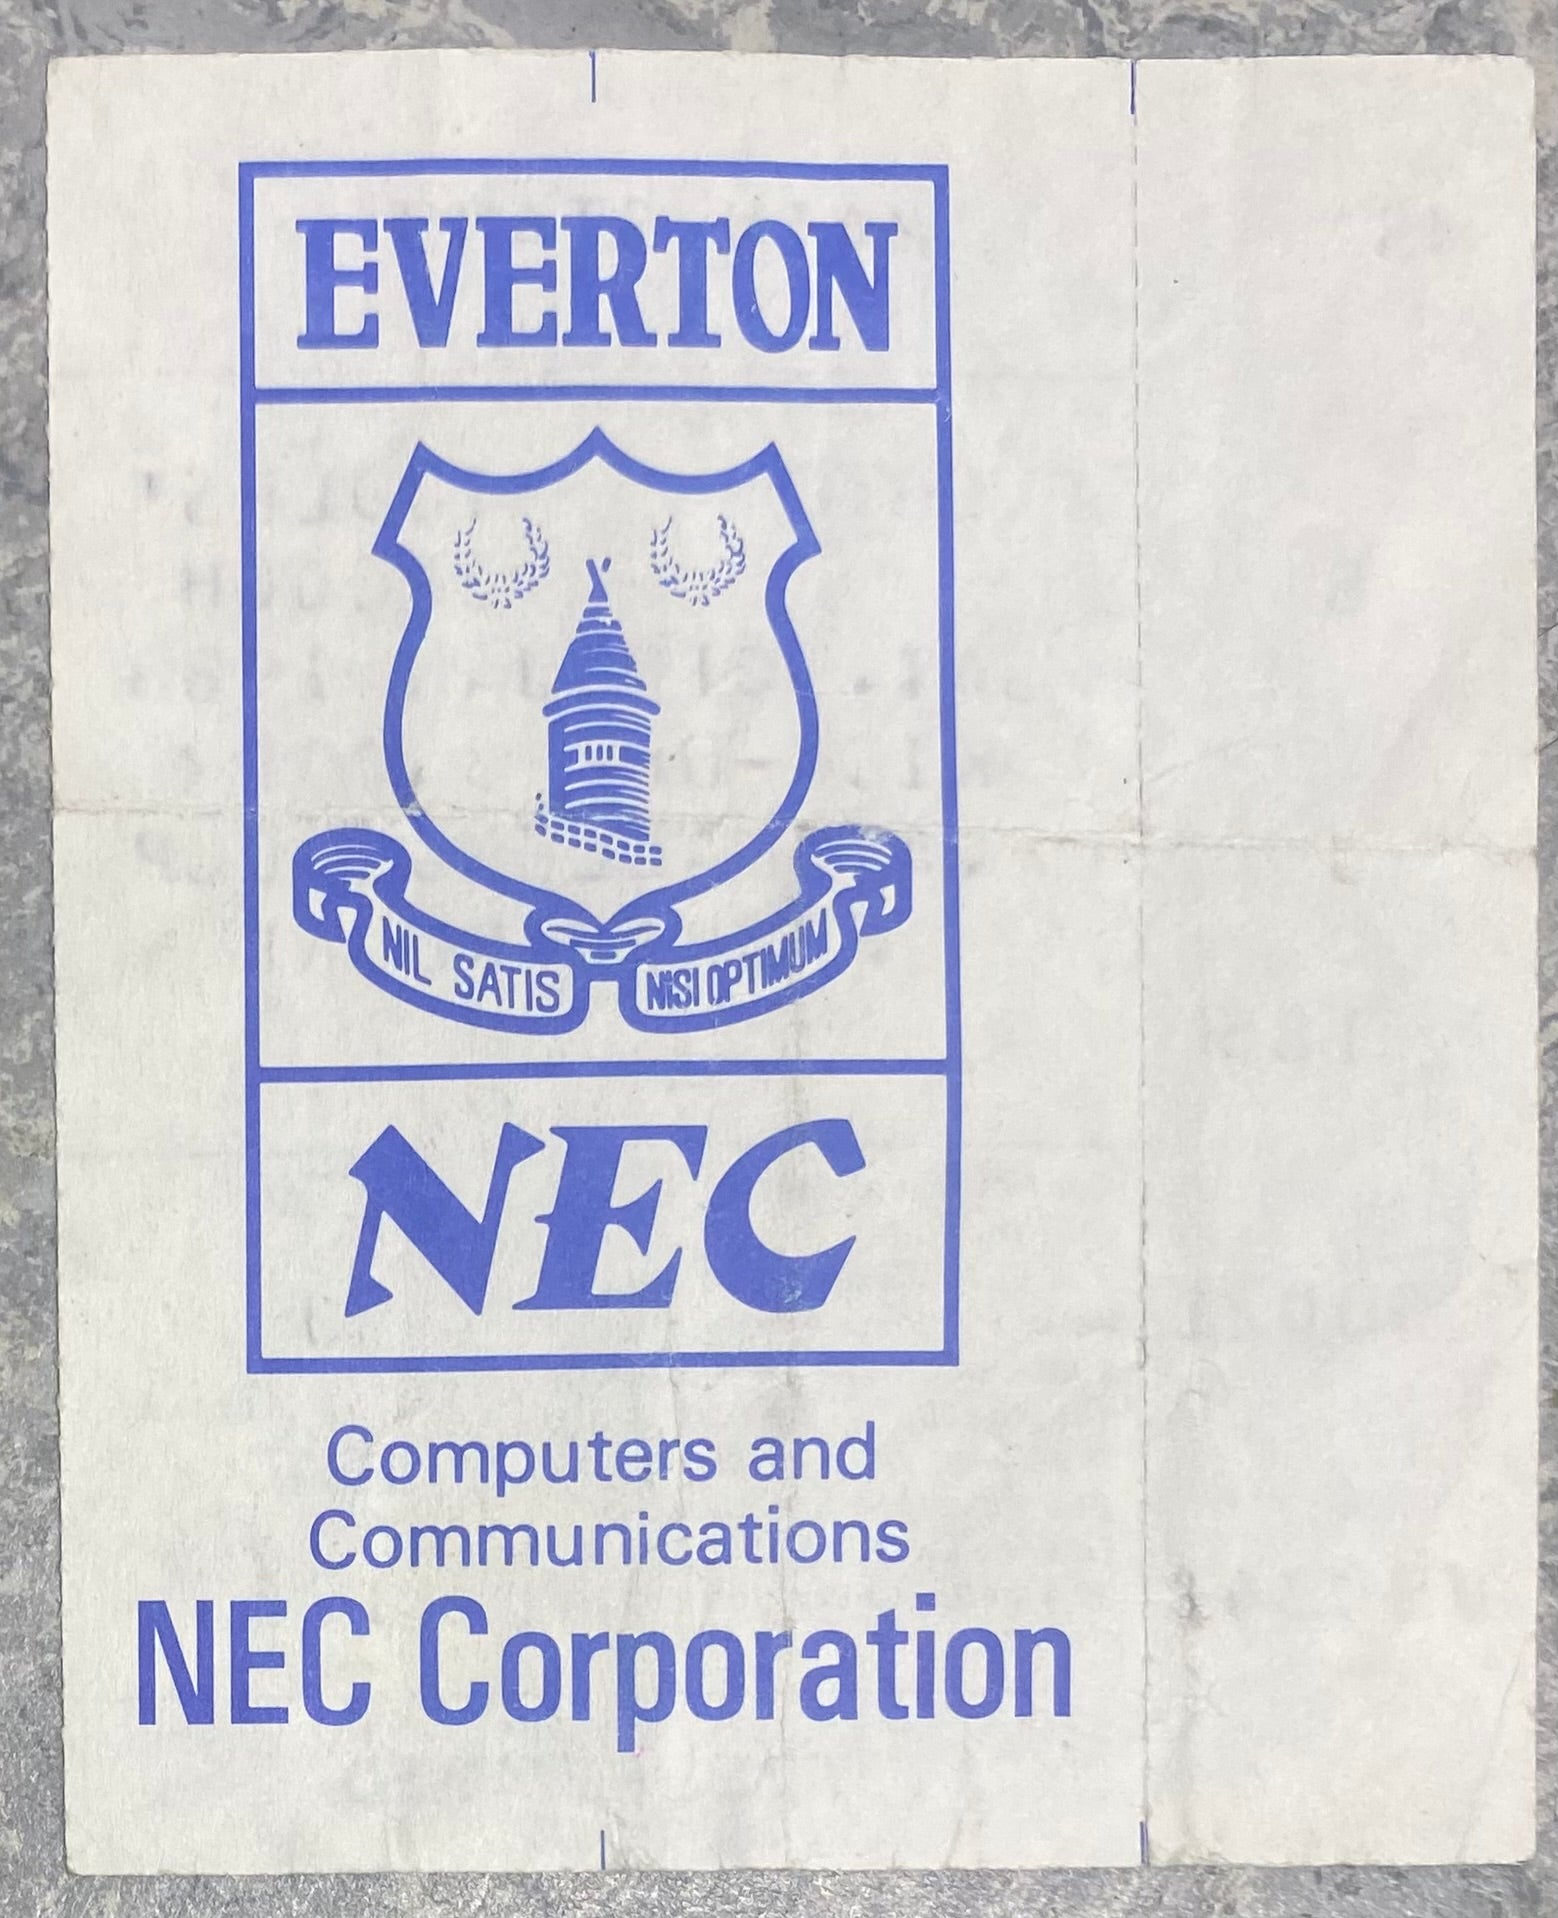 EVERTON
NIL SATIS NISI OPTIMUM
NEC
Computers and
Communications
NEC Corporation